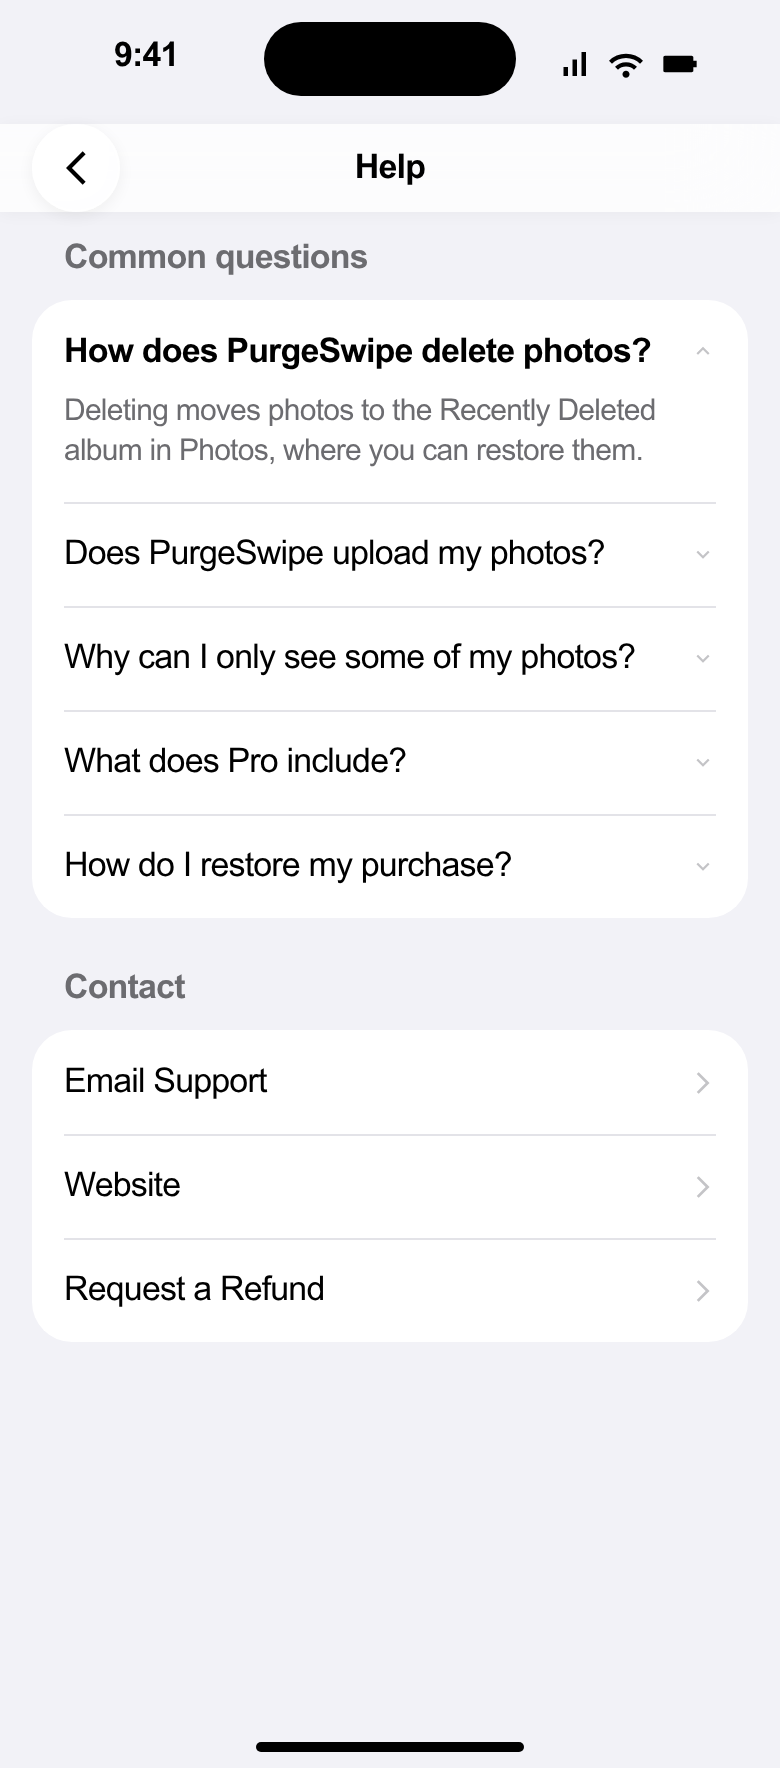 9:41
Help
Common questions
How does PurgeSwipe delete photos?
Deleting moves photos to the Recently Deleted
album in Photos, where you can restore them.
Does PurgeSwipe upload my photos?
Why can I only see some of my photos?
What does Pro include?
How do I restore my purchase?
Contact
Email Support
Website
Request a Refund